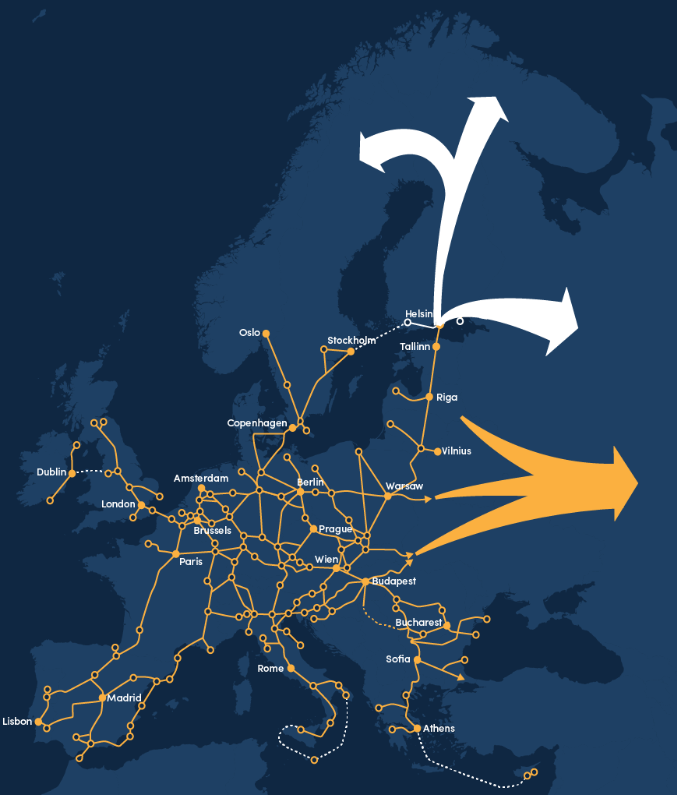 Helsin
Oslo
Stockholm
Tallinn
Riga
Copenhagen
Vilnius
Dublin
Amsterdam
Berlin
Warsaw
London
Brussels
Prague
Paris
Wien
Budapest
Bucharest
Sofia
Rome
Madrid
Lisbon
Athens